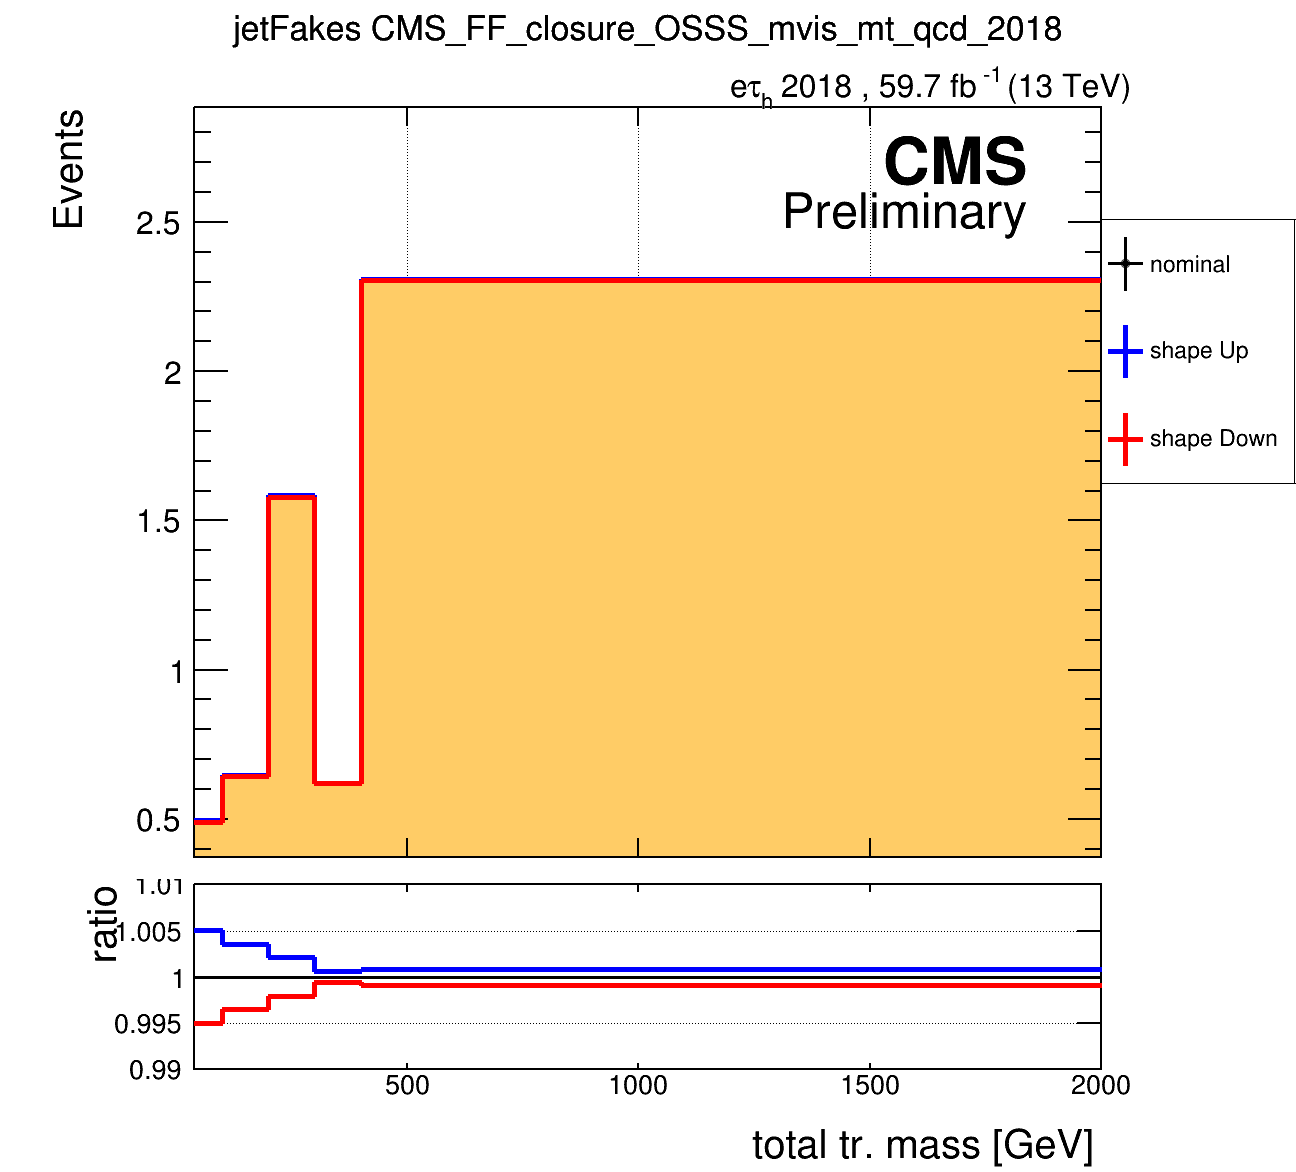 jetFakes CMS_FF_closure_OSSS_mvis_mt_qcd_2018
eτh 2018 , 59.7 fb-1 (13 TeV)
Events
CMS
Preliminary
2.5
2
1.5
1
0.5
nominal
shape Up
shape Down
ratio
1.01
1.005
1
0.995
0.99
500 1000 1500 2000
total tr. mass [GeV]